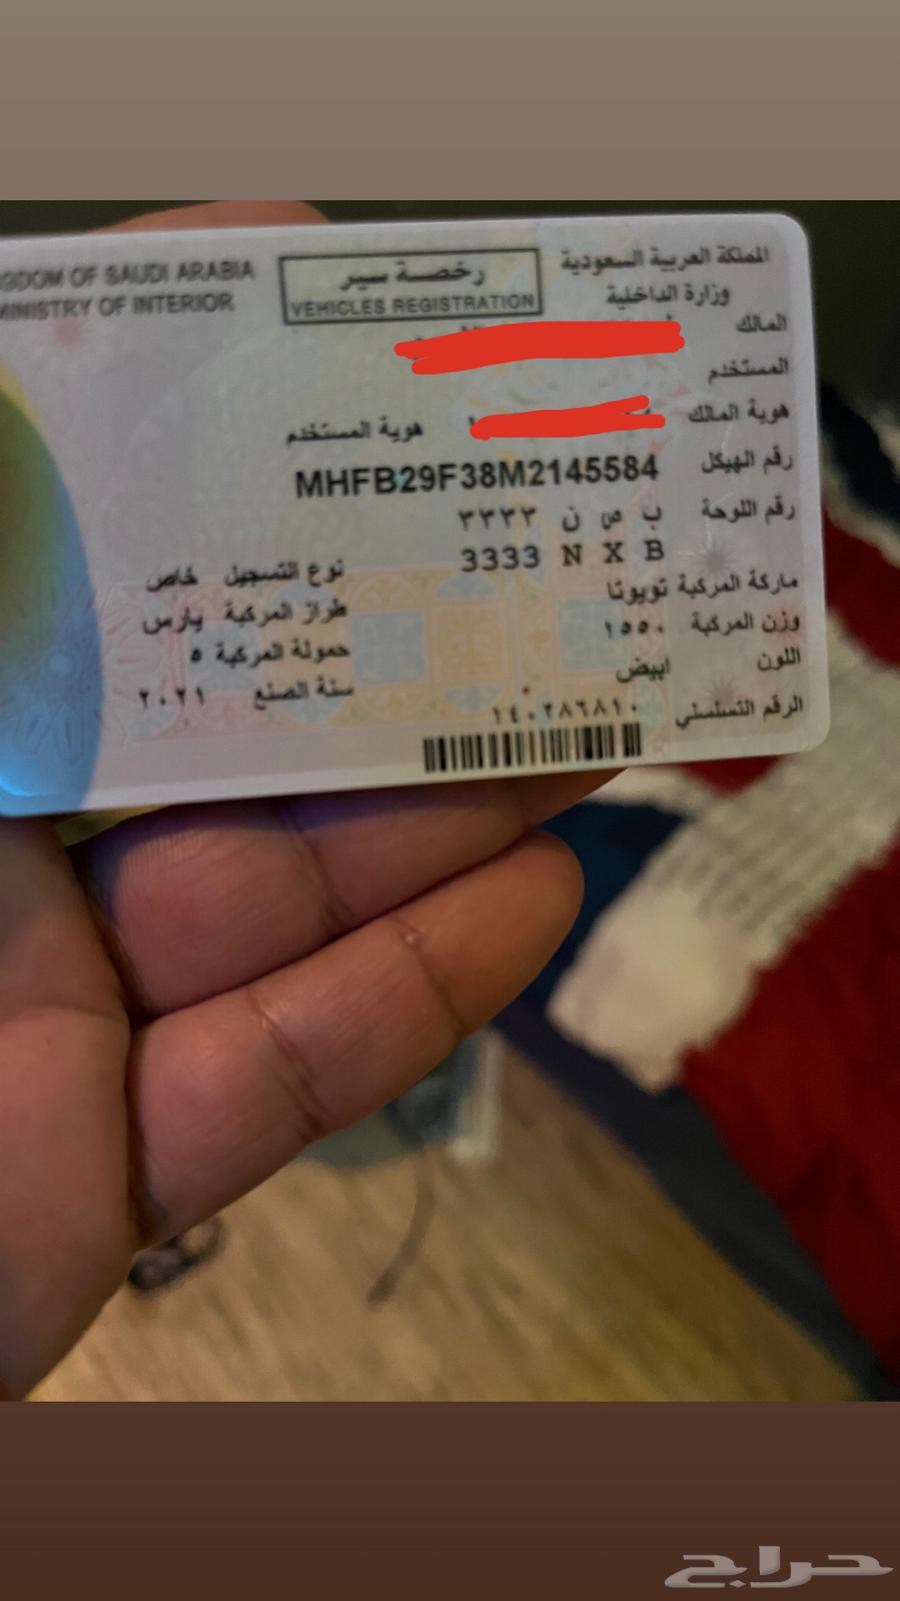 المملكة العربية السعودية
وزارة الداخلية
رخصة سير
VEHICLES REGISTRATION
GDOM OF SAUDI ARABIA
MINISTRY OF INTERIOR
المالك
المستخدم
هوية المالك
هوية المستخدم
رقم الهيكل MHFB29F38M2145584
رقم اللوحة ب ص ن ٣٣٣٣
B X N 3333
ماركة المركبة تويوتا نوع التسجيل خاص
وزن المركبة ١٥٥٠ طراز المركبة يارس
اللون ابيض حمولة المركبة ٥
الرقم التسلسلي ١٤٠٢٨٦٨١٠ سنة الصنع ٢٠٢١
حراج